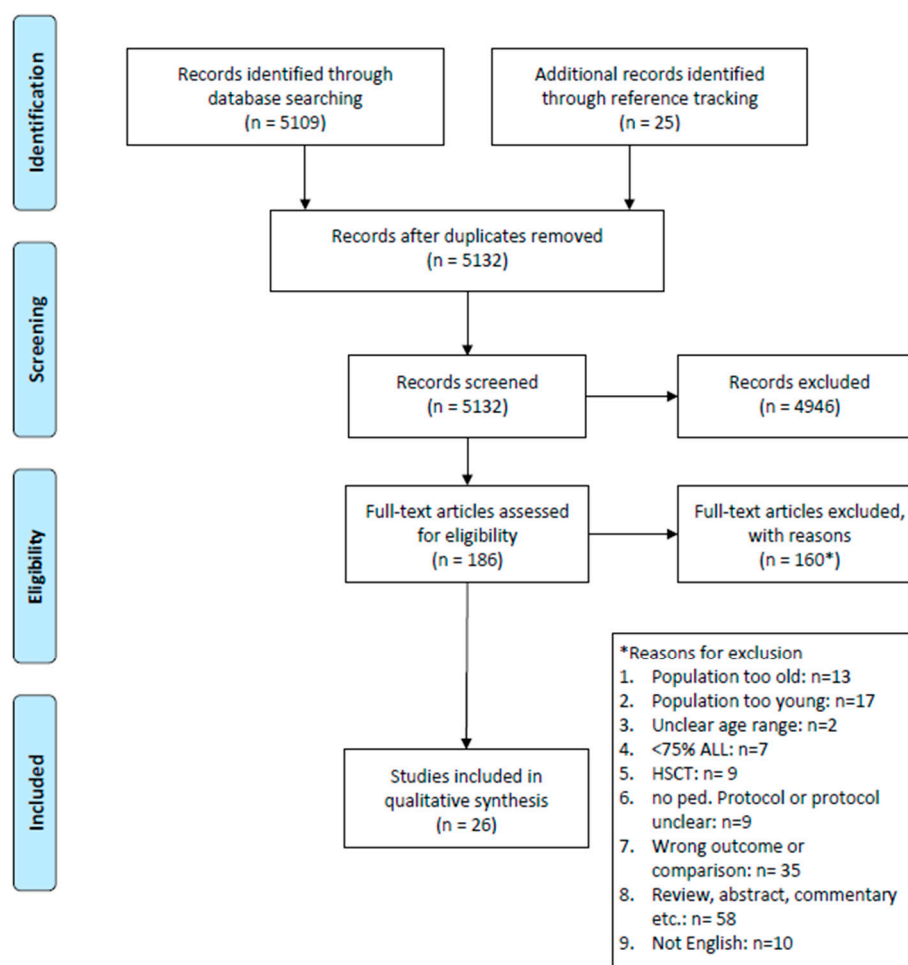 Identification
Records identified through
database searching
(n = 5109)
Additional records identified
through reference tracking
(n = 25)
Records after duplicates removed
(n = 5132)
Screening
Records screened
(n = 5132)
Records excluded
(n = 4946)
Eligibility
Full-text articles assessed
for eligibility
(n = 186)
Full-text articles excluded,
with reasons
(n = 160*)
Included
Studies included in
qualitative synthesis
(n = 26)
*Reasons for exclusion
1. Population too old: n=13
2. Population too young: n=17
3. Unclear age range: n=2
4. <75% ALL: n=7
5. HSCT: n= 9
6. no ped. Protocol or protocol
unclear: n=9
7. Wrong outcome or
comparison: n= 35
8. Review, abstract, commentary
etc.: n= 58
9. Not English: n=10